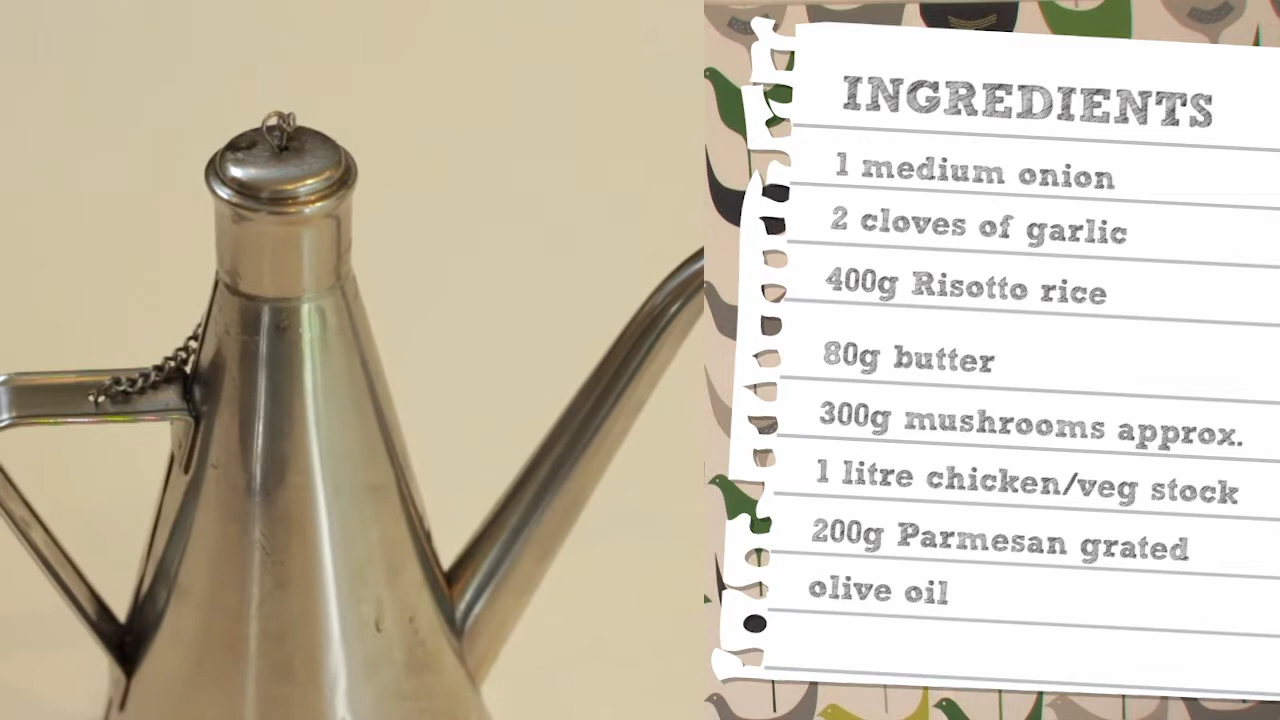 INGREDIENTS
1 medium onion
2 cloves of garlic
400g Risotto rice
80g butter
300g mushrooms approx.
1 litre chicken/veg stock
200g Parmesan grated
olive oil